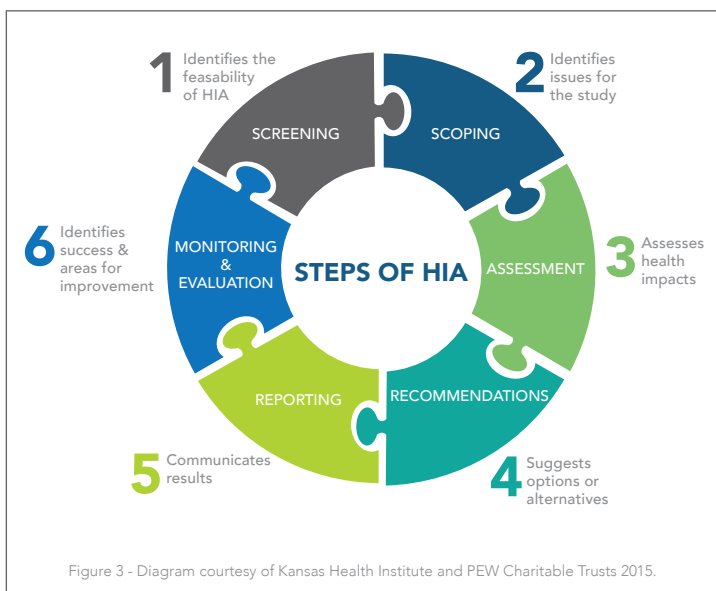 1
Identifies the
feasability
of HIA
SCREENING
2
Identifies
issues for
the study
SCOPING
3
Assesses
health
impacts
ASSESSMENT
4
Suggests
options or
alternatives
RECOMMENDATIONS
5
Communicates
results
REPORTING
6
Identifies
success &
areas for
improvement
MONITORING
&
EVALUATION
STEPS OF HIA
Figure 3 - Diagram courtesy of Kansas Health Institute and PEW Charitable Trusts 2015.